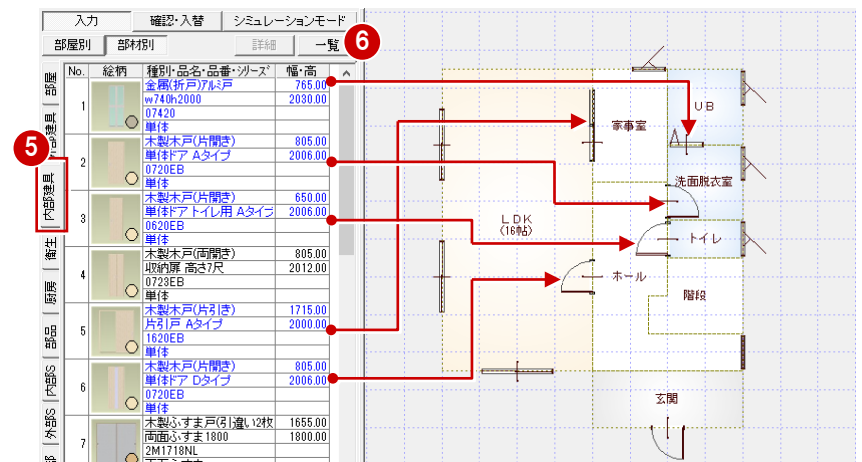 入力 確認・入替 シミュレーションモード
部屋別 部材別 詳細 一覧
6
No. 絵柄 種別・品名・品番・シリーズ 幅・高
部屋
内部建具
衛生
厨房
部品
内部S
外部S
5
1 金属(折戸)アルミ戸 765.00
w740h2000 2030.00
07420
単体
2 木製木戸(片開き) 805.00
単体ドア Aタイプ 2006.00
0720EB
単体
3 木製木戸(片開き) 650.00
単体ドアトイレ用 Aタイプ 2006.00
0620EB
単体
4 木製木戸(両開き) 805.00
収納扉 高さ7尺 2012.00
0723EB
単体
5 木製木戸(片引き) 1715.00
片引戸 Aタイプ 2000.00
1620EB
単体
6 木製木戸(片開き) 805.00
単体ドア Dタイプ 2006.00
0720EB
単体
7 木製ふすま戸(引違い2枚 1655.00
両面ふすま1800 1800.00
2M1718NL
UB
家事室
洗面脱衣室
LDK
(16帖)
トイレ
ホール
階段
玄関